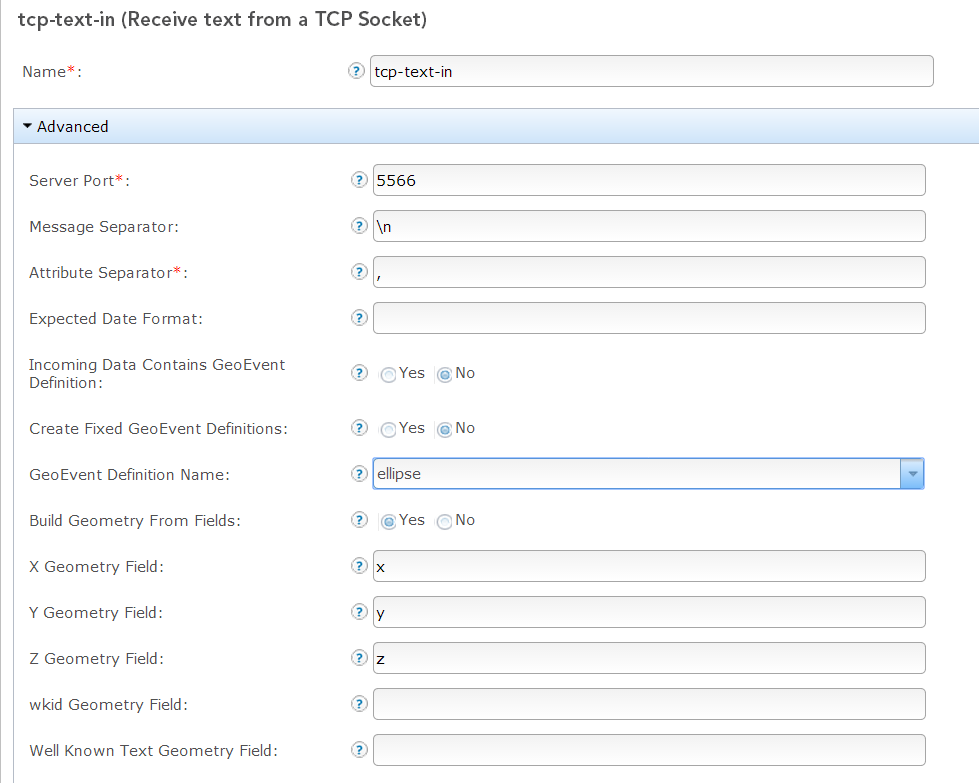 tcp-text-in (Receive text from a TCP Socket)
Name*: ? tcp-text-in
Advanced
Server Port*: ? 5566
Message Separator: ? \n
Attribute Separator*: ? ,
Expected Date Format: ?
Incoming Data Contains GeoEvent
Definition: ? Yes No
Create Fixed GeoEvent Definitions: ? Yes No
GeoEvent Definition Name: ? ellipse
Build Geometry From Fields: ? Yes No
X Geometry Field: ? x
Y Geometry Field: ? y
Z Geometry Field: ? z
wkid Geometry Field: ?
Well Known Text Geometry Field: ?